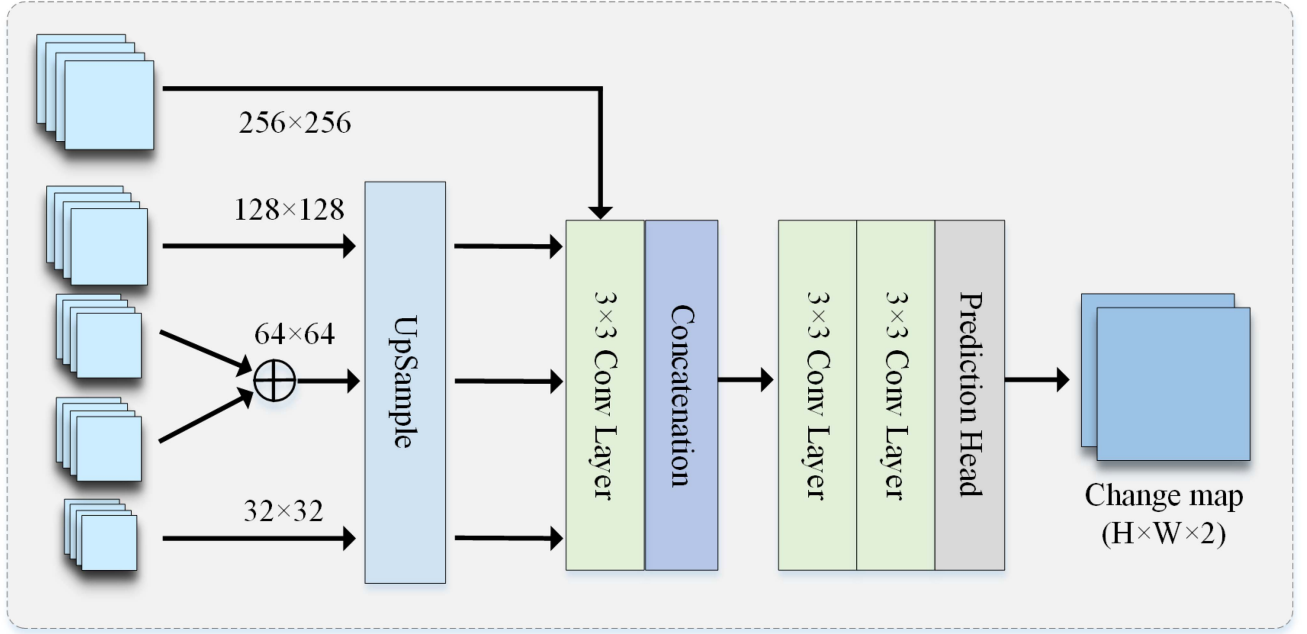 256×256
128×128
64×64
32×32
UpSample
3×3 Conv Layer
Concatenation
3×3 Conv Layer
3×3 Conv Layer
Prediction Head
Change map
(H×W×2)